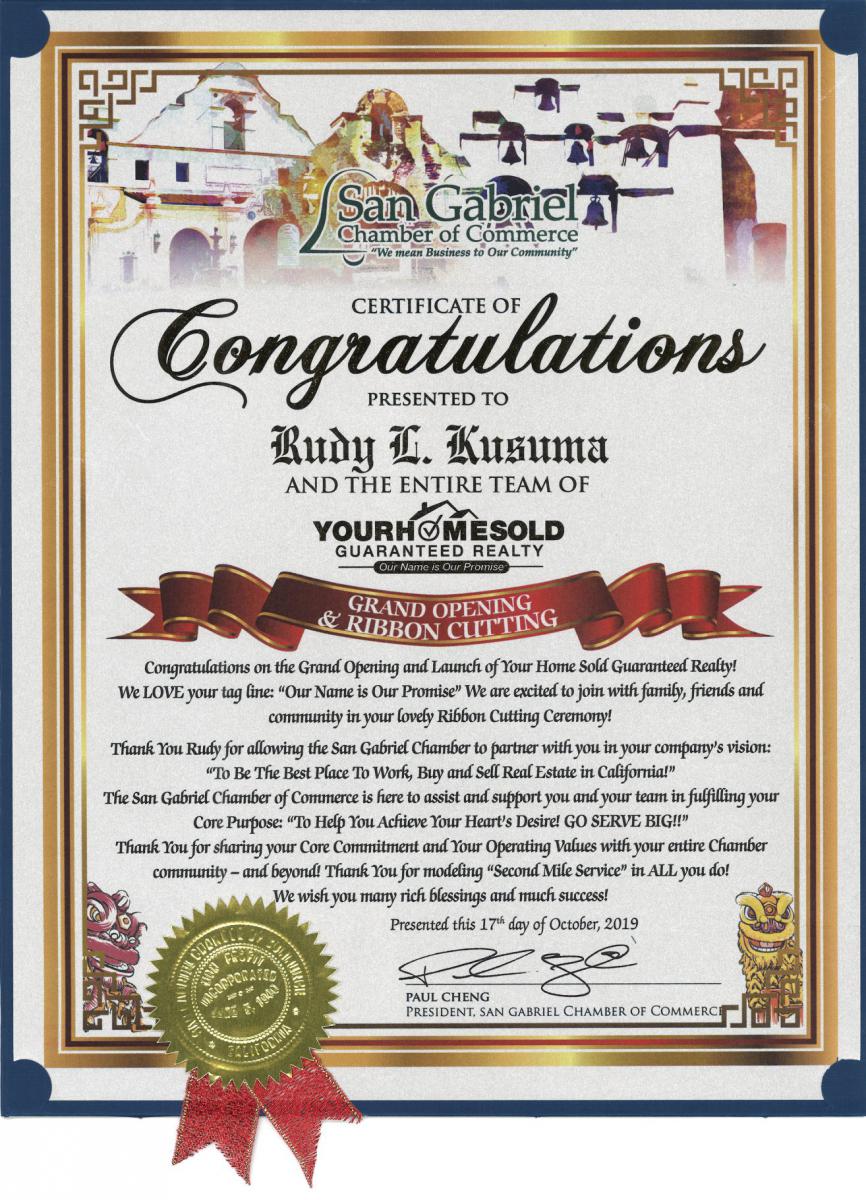 San Gabriel
Chamber of Commerce
"We mean Business to Our Community"
CERTIFICATE OF
Congratulations
PRESENTED TO
Rudy L. Kusuma
AND THE ENTIRE TEAM OF
YOURHOMESOLD
GUARANTEED REALTY
Our Name is Our Promise
GRAND OPENING
& RIBBON CUTTING
Congratulations on the Grand Opening and Launch of Your Home Sold Guaranteed Realty!
We LOVE your tag line: "Our Name is Our Promise" We are excited to join with family, friends and
community in your lovely Ribbon Cutting Ceremony!
Thank You Rudy for allowing the San Gabriel Chamber to partner with you in your company's vision:
"To Be The Best Place To Work, Buy and Sell Real Estate in California!"
The San Gabriel Chamber of Commerce is here to assist and support you and your team in fulfilling your
Core Purpose: "To Help You Achieve Your Heart's Desire! GO SERVE BIG!!"
Thank You for sharing your Core Commitment and Your Operating Values with your entire Chamber
community – and beyond! Thank You for modeling "Second Mile Service" in ALL you do!
We wish you many rich blessings and much success!
Presented this 17th day of October, 2019
PAUL CHENG
PRESIDENT, SAN GABRIEL CHAMBER OF COMMERCE
INCORPORATED
CALIFORNIA